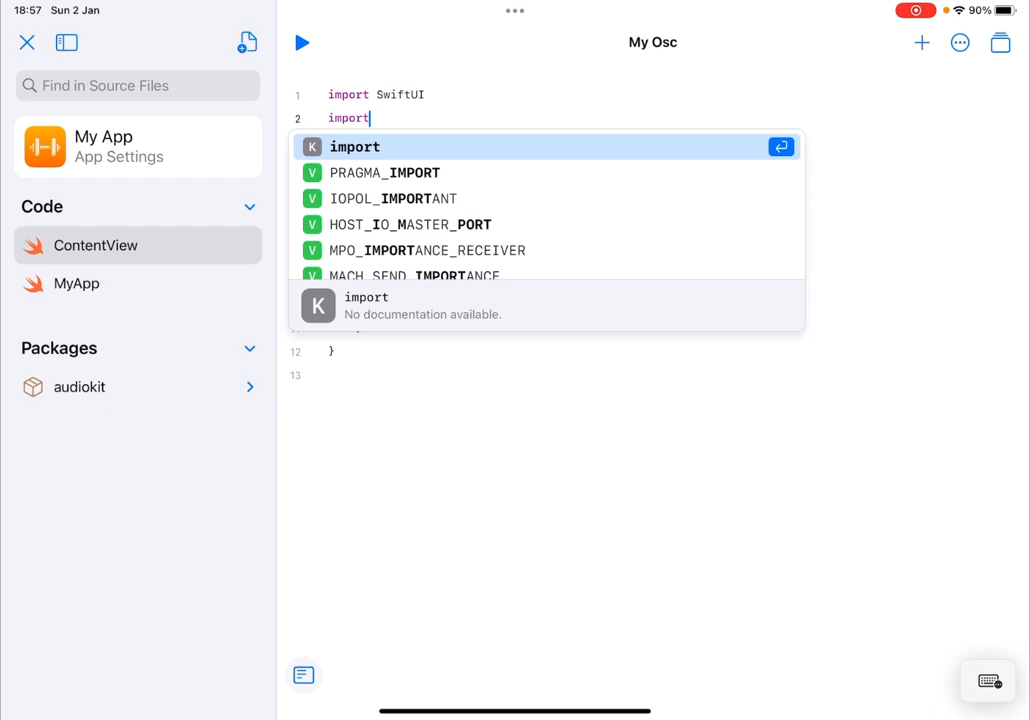 18:57 Sun 2 Jan
90%
My Osc
Find in Source Files
My App
App Settings
Code
ContentView
MyApp
Packages
audiokit
1 import SwiftUI
2 import
K import
V PRAGMA_IMPORT
V IOPOL_IMPORTANT
V HOST_IO_MASTER_PORT
V MPO_IMPORTANCE_RECEIVER
V MACH_SEND_IMPORTANCE
K import
No documentation available.
12 }
13